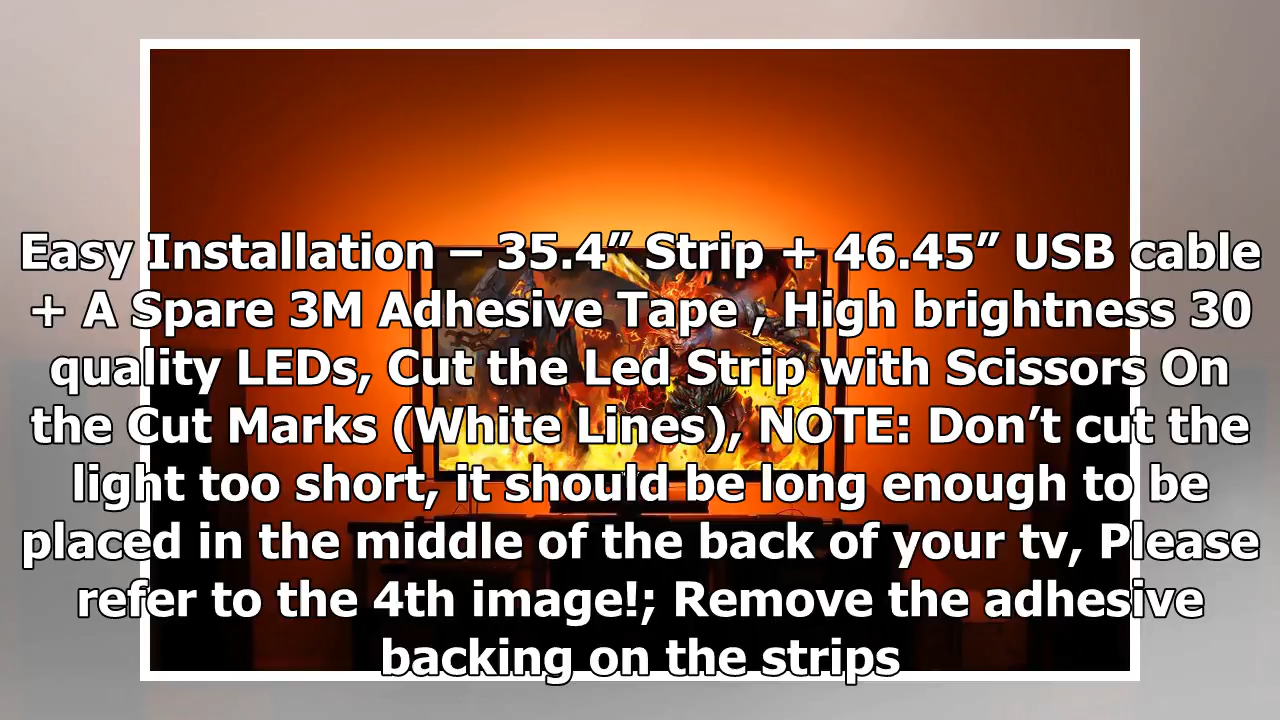 Easy Installation – 35.4” Strip + 46.45” USB cable
+ A Spare 3M Adhesive Tape , High brightness 30
quality LEDs, Cut the Led Strip with Scissors On
the Cut Marks (White Lines), NOTE: Don’t cut the
light too short, it should be long enough to be
placed in the middle of the back of your tv, Please
refer to the 4th image!; Remove the adhesive
backing on the strips